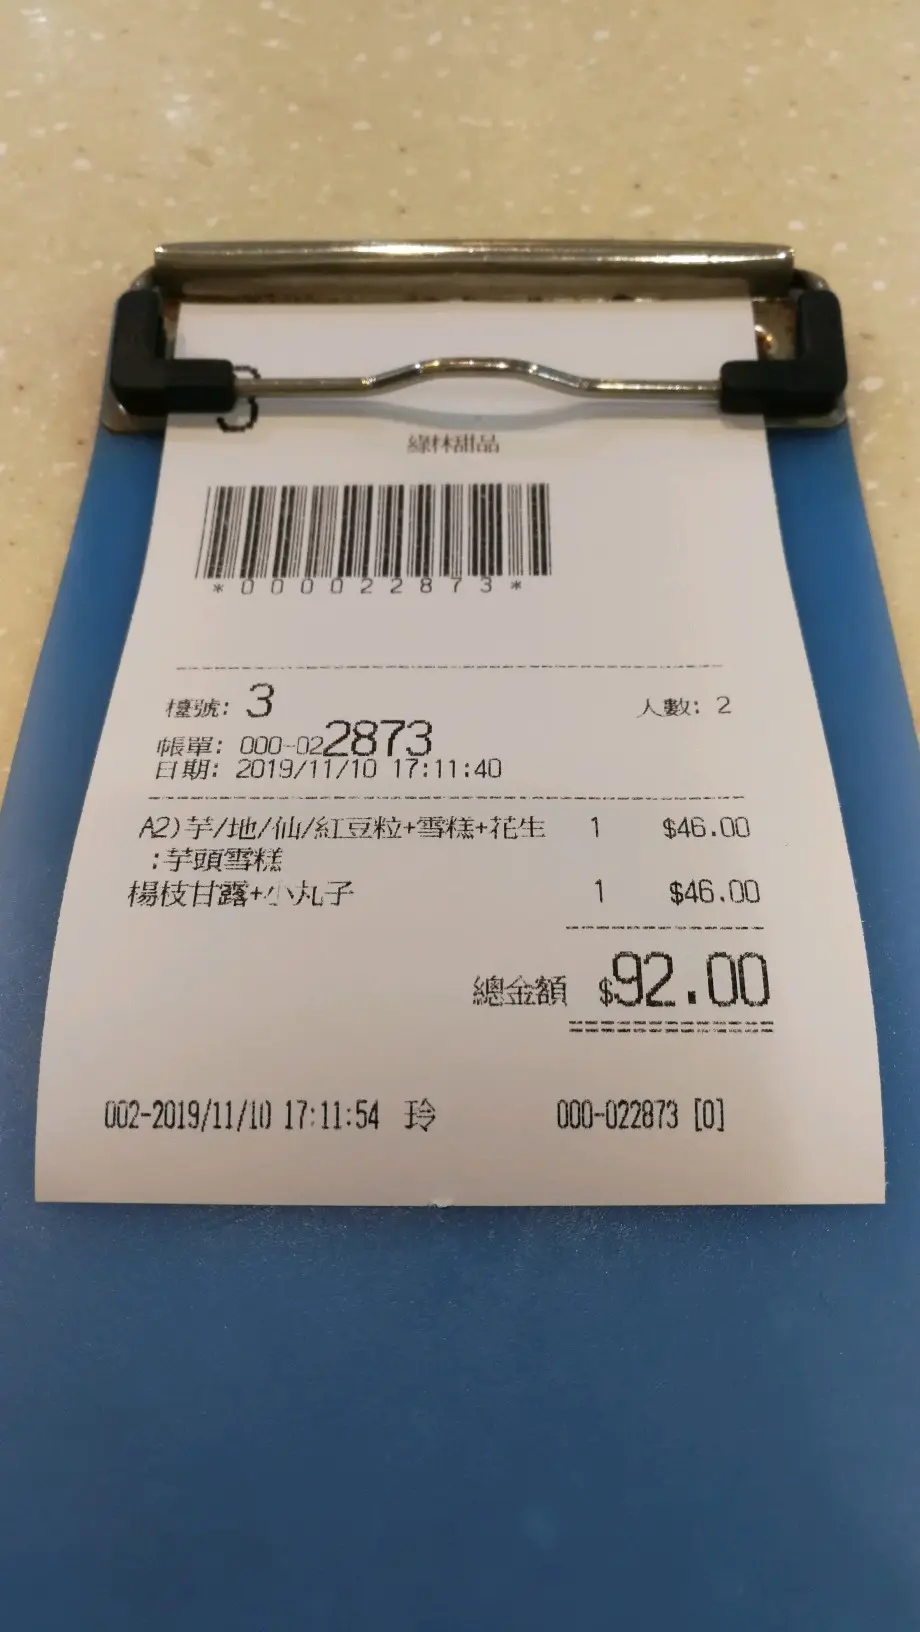 3
綠林甜品
*000022873*
檯號: 3 人數: 2
帳單: 000-022873
日期: 2019/11/10 17:11:40
A2)芋/地/仙/紅豆粒+雪糕+花生 1 $46.00
:芋頭雪糕
楊枝甘露+小丸子 1 $46.00
總金額 $92.00
002-2019/11/10 17:11:54 玲 000-022873 [0]